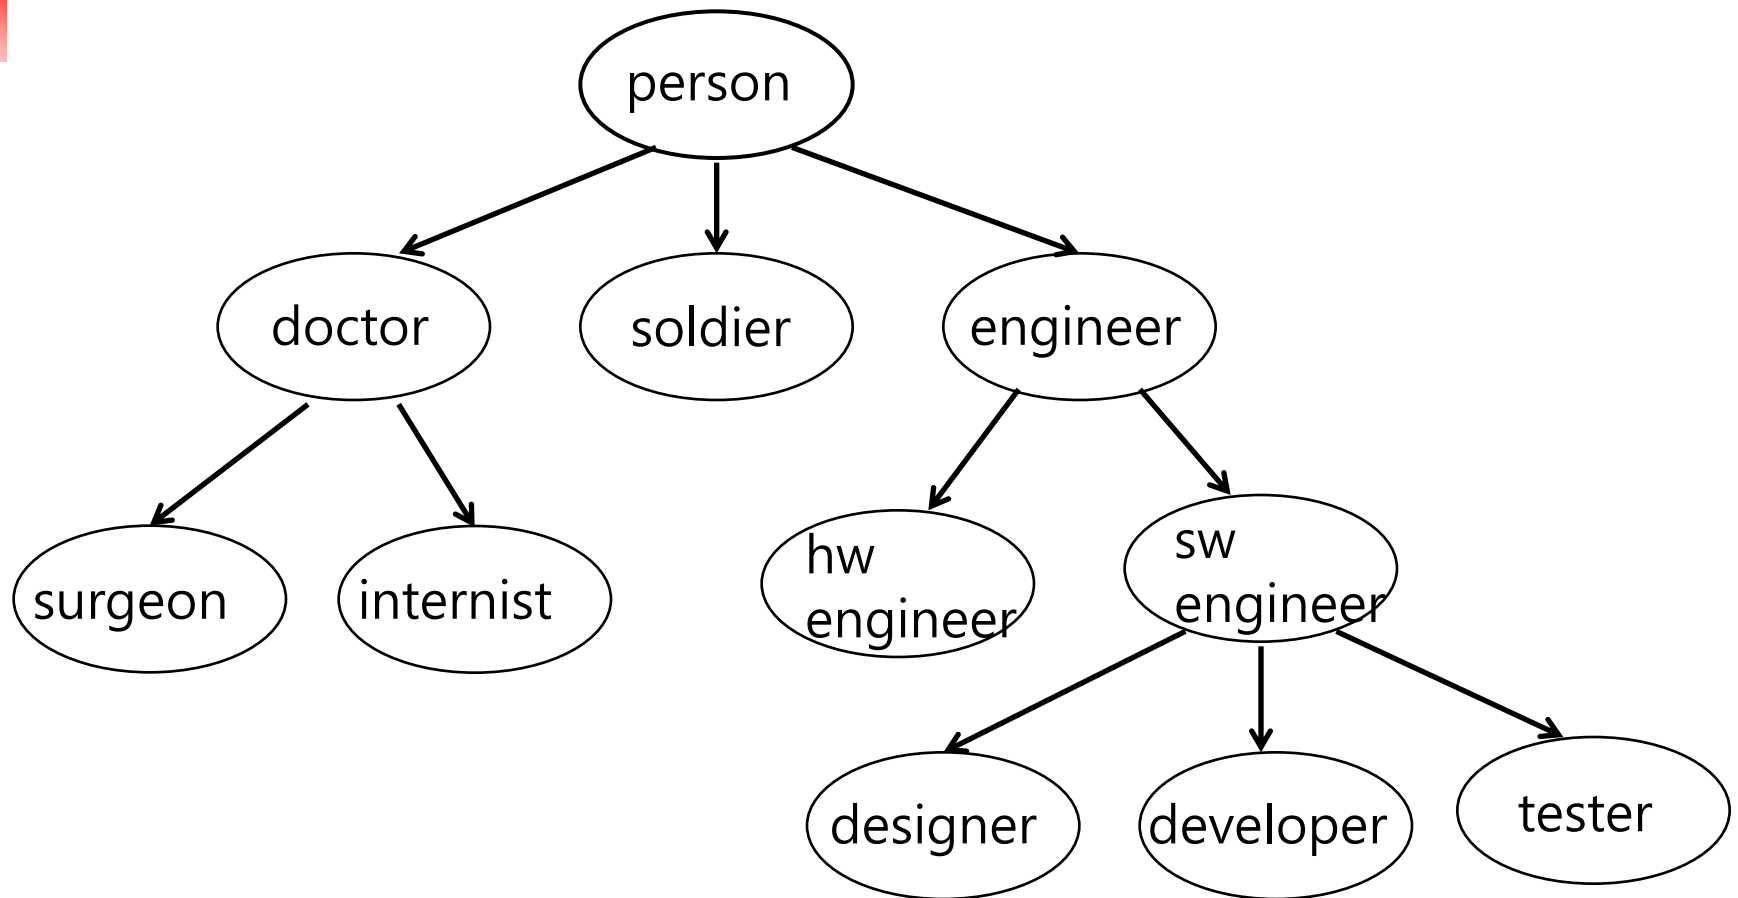 person
doctor
soldier
engineer
surgeon
internist
hw
engineer
sw
engineer
designer
developer
tester